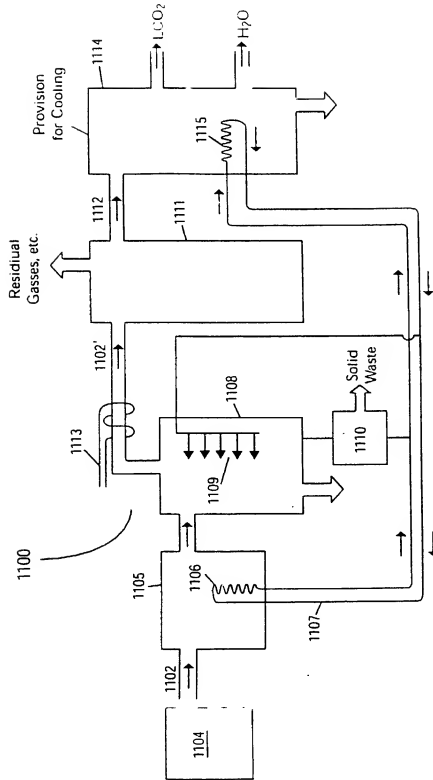 LCO₂
H₂O
1114
Provision
for Cooling
1115
1112
1111
Residiual
Gasses, etc.
1102'
1113
1108
1109
1110
Solid
Waste
1100
1105
1106
1107
1102
1104